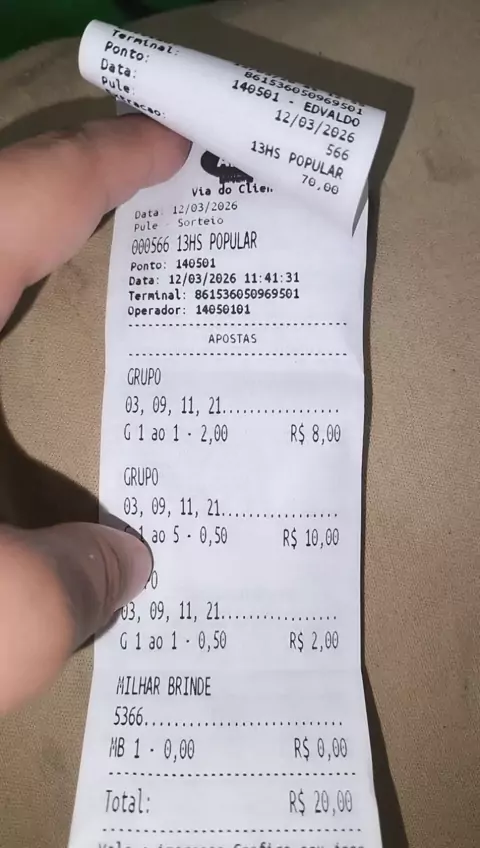 Terminal:
861536050969501
Ponto:
140501 - EDVALDO
Data:
12/03/2026
Pule:
566
13HS POPULAR
70,00
Via do
Data: 12/03/2026
Pule - Sorteio
000566 13HS POPULAR
Ponto: 140501
Data: 12/03/2026 11:41:31
Terminal: 861536050969501
Operador: 14050101
APOSTAS
GRUPO
03, 09, 11, 21.................
G 1 ao 1 - 2,00 R$ 8,00
GRUPO
03, 09, 11, 21.................
1 ao 5 - 0,50 R$ 10,00
03, 09, 11, 21.................
G 1 ao 1 - 0,50 R$ 2,00
MILHAR BRINDE
5366............................
MB 1 - 0,00 R$ 0,00
Total: R$ 20,00